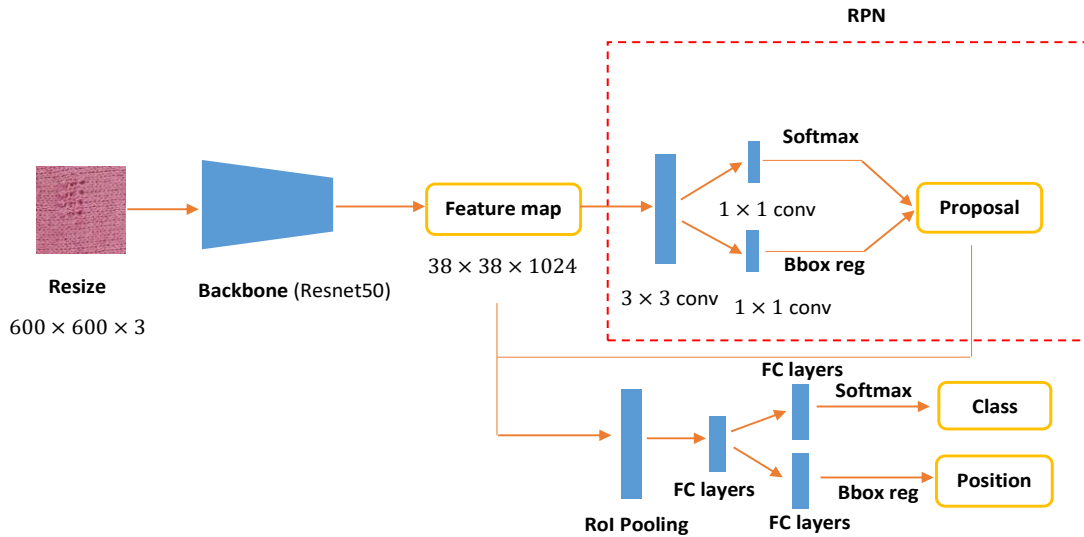 RPN
Softmax
1 × 1 conv
Feature map
Proposal
Bbox reg
38 × 38 × 1024
Resize
Backbone (Resnet50)
3 × 3 conv
1 × 1 conv
600 × 600 × 3
FC layers
Softmax
Class
FC layers
Bbox reg
Position
RoI Pooling
FC layers